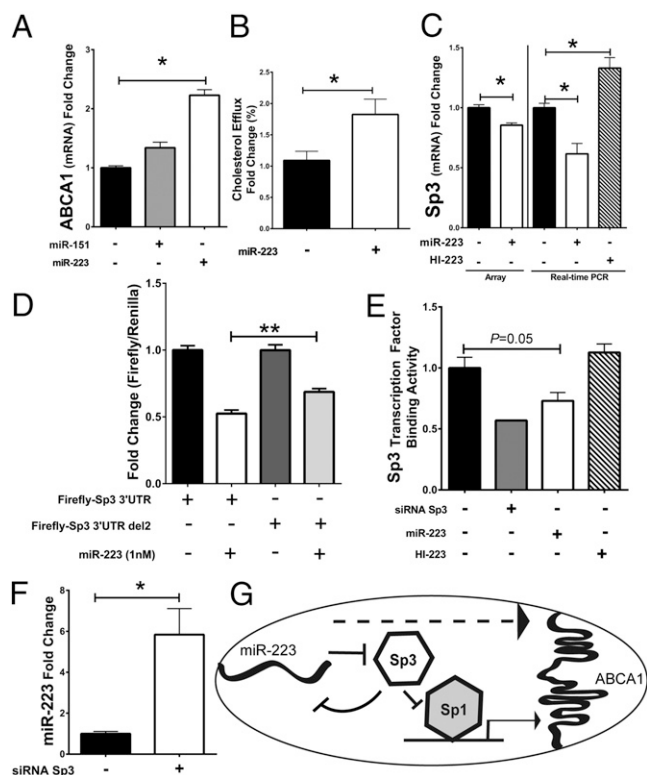 A
ABCA1 (mRNA) Fold Change
3
2
1
0
*
miR-151 - + -
miR-223 - - +
B
Cholesterol Efflux
Fold Change (%)
2.5
2.0
1.5
1.0
0.5
0.0
*
miR-223 - +
C
Sp3 (mRNA) Fold Change
1.5
1.0
0.5
0.0
* * *
miR-223 - + - + -
HI-223 - - - - +
Array Real-time PCR
D
Fold Change (Firefly/Renilla)
1.5
1.0
0.5
0.0
**
Firefly-Sp3 3'UTR + + - -
Firefly-Sp3 3'UTR del2 - - + +
miR-223 (1nM) - + - +
E
Sp3 Transcription Factor
Binding Activity
1.5
1.0
0.5
0.0
P=0.05
siRNA Sp3 - + - -
miR-223 - - + -
HI-223 - - - +
F
miR-223 Fold Change
8
6
4
2
0
*
siRNA Sp3 - +
G
miR-223
Sp3
Sp1
ABCA1